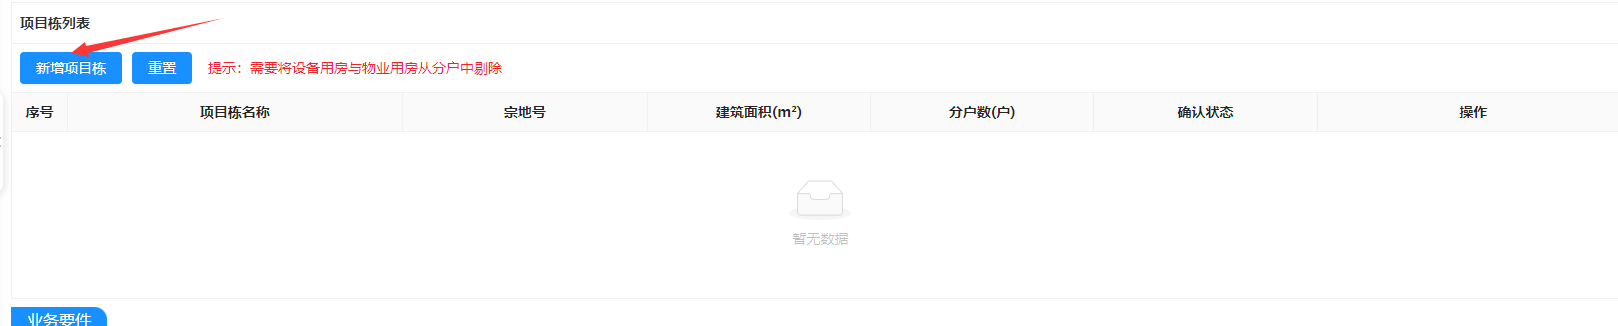 项目栋列表
新增项目栋 重置 提示：需要将设备用房与物业用房从分户中剔除
序号 项目栋名称 宗地号 建筑面积(m²) 分户数(户) 确认状态 操作
暂无数据
业务要件